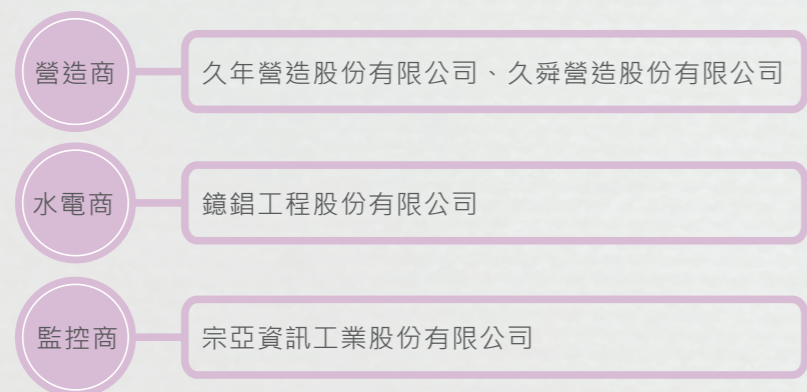 營造商
久年營造股份有限公司、久舜營造股份有限公司
水電商
鐿錩工程股份有限公司
監控商
宗亞資訊工業股份有限公司